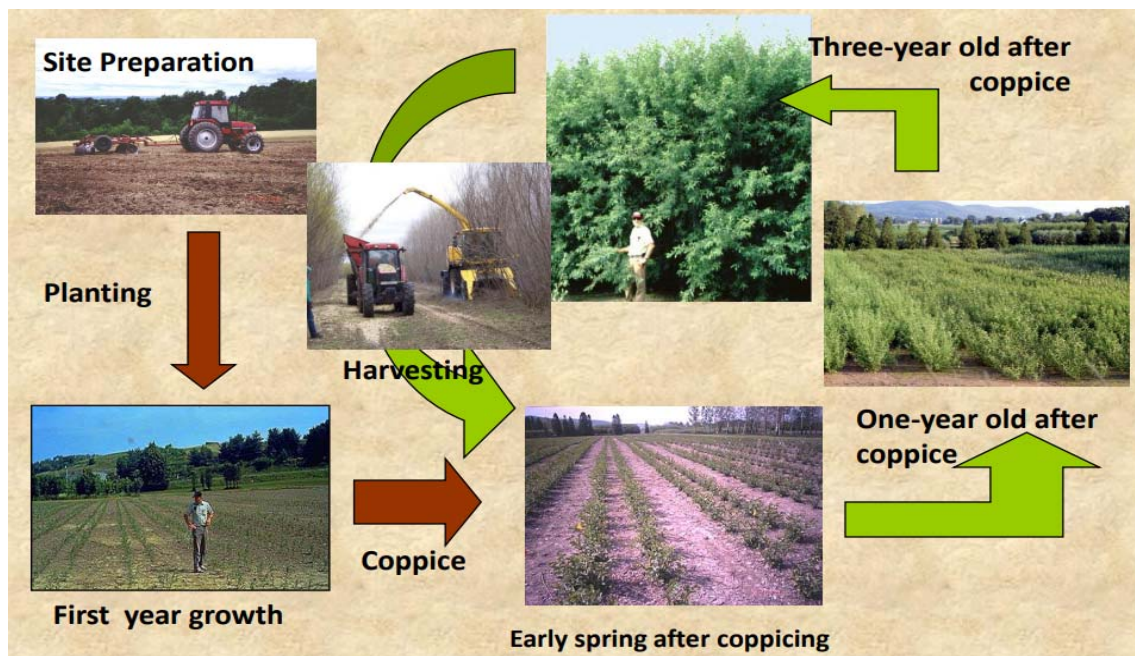 Site Preparation
Planting
First  year growth
Coppice
Early spring after coppicing
One-year old after
coppice
Three-year old after
coppice
Harvesting